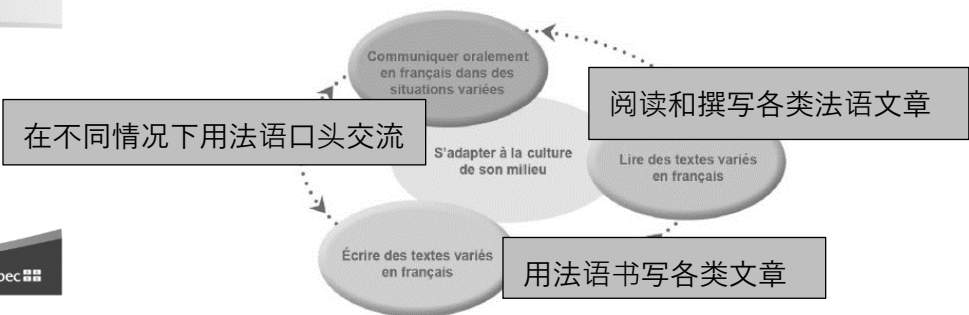 Communiquer oralement
en français dans des
situations variées
阅读和撰写各类法语文章
在不同情况下用法语口头交流
S'adapter à la culture
de son milieu
Lire des textes variés
en français
Écrire des textes variés
en français
用法语书写各类文章